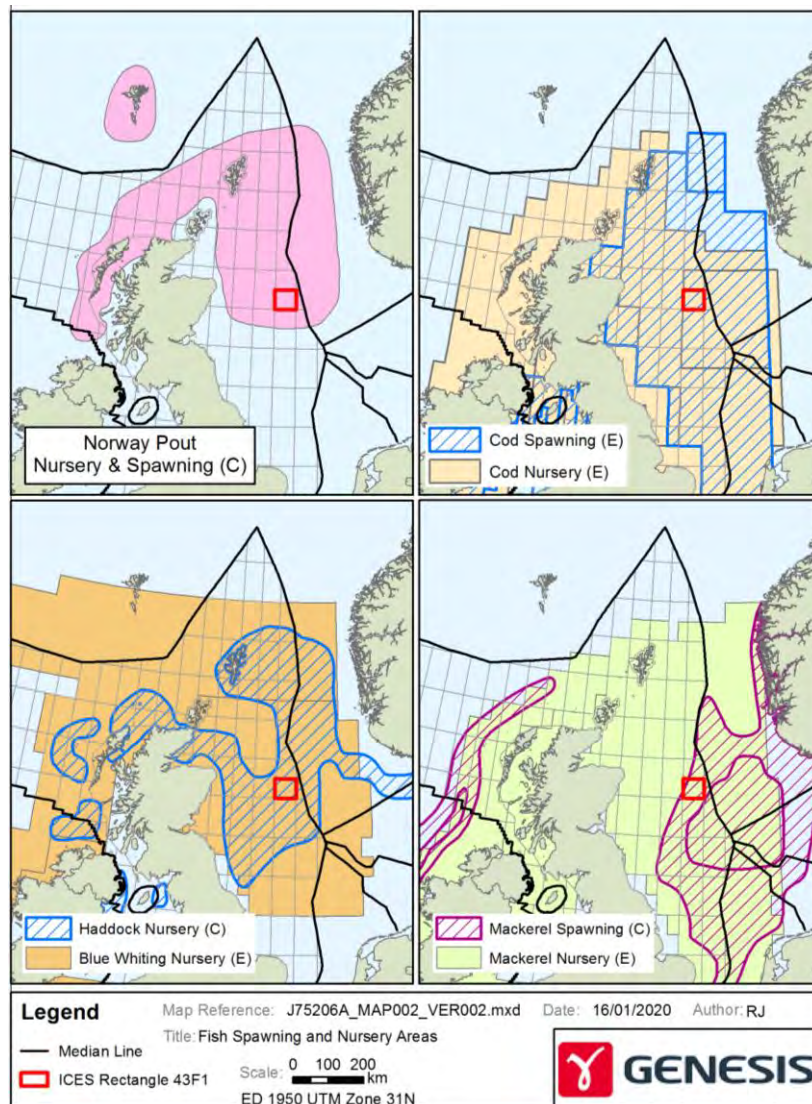 Norway Pout
Nursery & Spawning (C)
Cod Spawning (E)
Cod Nursery (E)
Haddock Nursery (C)
Blue Whiting Nursery (E)
Mackerel Spawning (C)
Mackerel Nursery (E)
Legend
Median Line
ICES Rectangle 43F1
Map Reference: J75206A_MAP002_VER002.mxd Date: 16/01/2020 Author: RJ
Title: Fish Spawning and Nursery Areas
Scale: 0 100 200
km
ED 1950 UTM Zone 31N
GENESIS